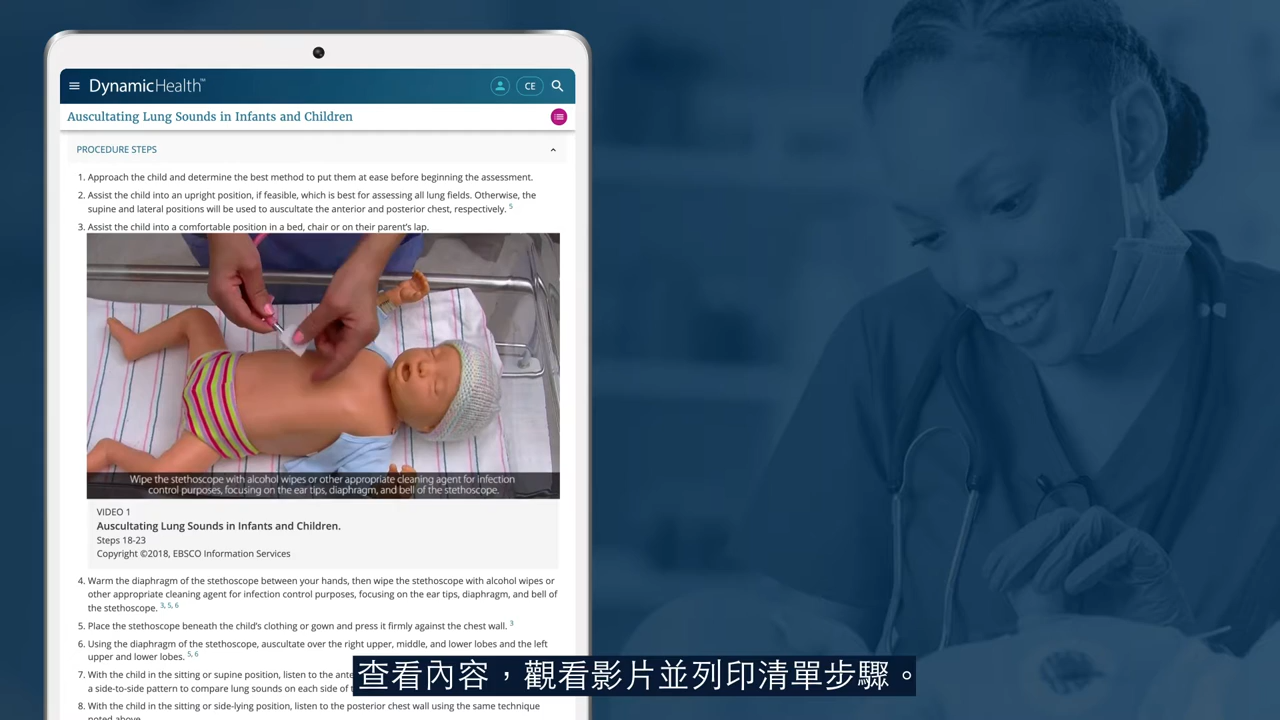 DynamicHealth™
CE
Auscultating Lung Sounds in Infants and Children
PROCEDURE STEPS
1. Approach the child and determine the best method to put them at ease before beginning the assessment.
2. Assist the child into an upright position, if feasible, which is best for assessing all lung fields. Otherwise, the
supine and lateral positions will be used to auscultate the anterior and posterior chest, respectively. 5
3. Assist the child into a comfortable position in a bed, chair or on their parent's lap.
Wipe the stethoscope with alcohol wipes or other appropriate cleaning agent for infection
control purposes, focusing on the ear tips, diaphragm, and bell of the stethoscope.
VIDEO 1
Auscultating Lung Sounds in Infants and Children.
Steps 18-23
Copyright ©2018, EBSCO Information Services
4. Warm the diaphragm of the stethoscope between your hands, then wipe the stethoscope with alcohol wipes or
other appropriate cleaning agent for infection control purposes, focusing on the ear tips, diaphragm, and bell of
the stethoscope. 3, 5, 6
5. Place the stethoscope beneath the child's clothing or gown and press it firmly against the chest wall. 3
6. Using the diaphragm of the stethoscope, auscultate over the right upper, middle, and lower lobes and the left
upper and lower lobes. 5, 6
7. With the child in the sitting or supine position, listen to the
a side-to-side pattern to compare lung sounds on each side of
8. With the child in the sitting or side-lying position, listen to the posterior chest wall using the same technique
noted above.
查看內容，觀看影片並列印清單步驟。